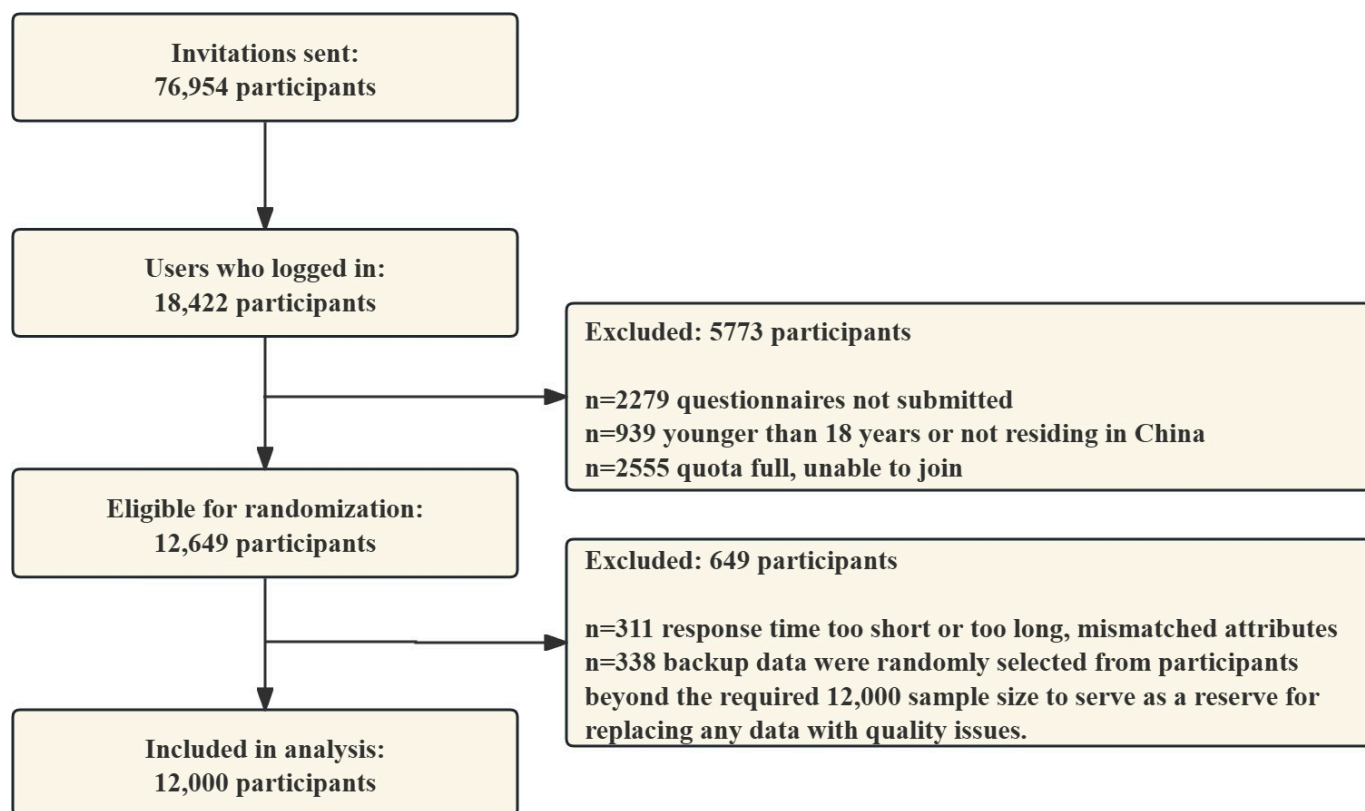 Invitations sent:
76,954 participants
Users who logged in:
18,422 participants
Excluded: 5773 participants
n=2279 questionnaires not submitted
n=939 younger than 18 years or not residing in China
n=2555 quota full, unable to join
Eligible for randomization:
12,649 participants
Excluded: 649 participants
n=311 response time too short or too long, mismatched attributes
n=338 backup data were randomly selected from participants
beyond the required 12,000 sample size to serve as a reserve for
replacing any data with quality issues.
Included in analysis:
12,000 participants